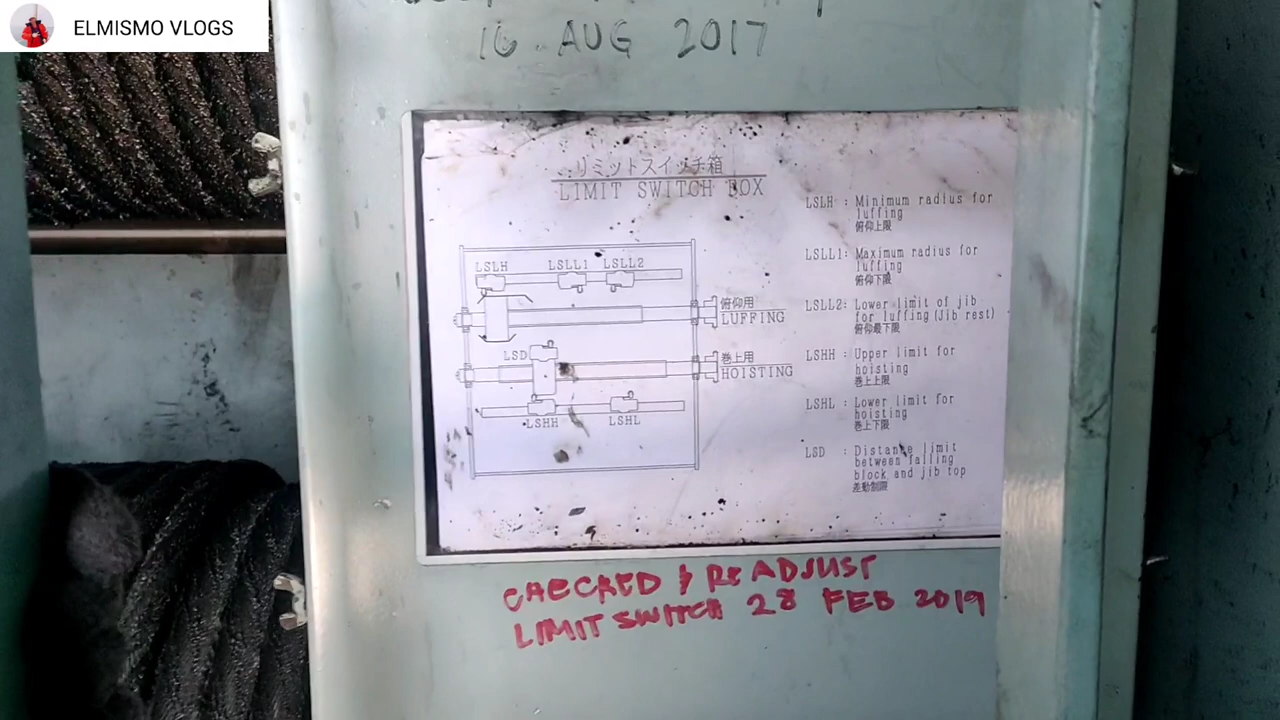 ELMISMO VLOGS
16 AUG 2017
リミットスイッチ箱
LIMIT SWITCH BOX
LSLH LSLL1 LSLL2
俯仰用
LUFFING
LSD
巻上用
HOISTING
LSHH LSHL
LSLH : Minimum radius for
luffing
俯仰上限
LSLL1: Maximum radius for
luffing
俯仰下限
LSLL2: Lower limit of jib
for luffing (Jib rest)
俯仰最下限
LSHH : Upper limit for
hoisting
巻上上限
LSHL : Lower limit for
hoisting
巻上下限
LSD : Distance limit
between falling
block and jib top
差動制限
CHECKED & RE ADJUST
LIMIT SWITCH 28 FEB 2019